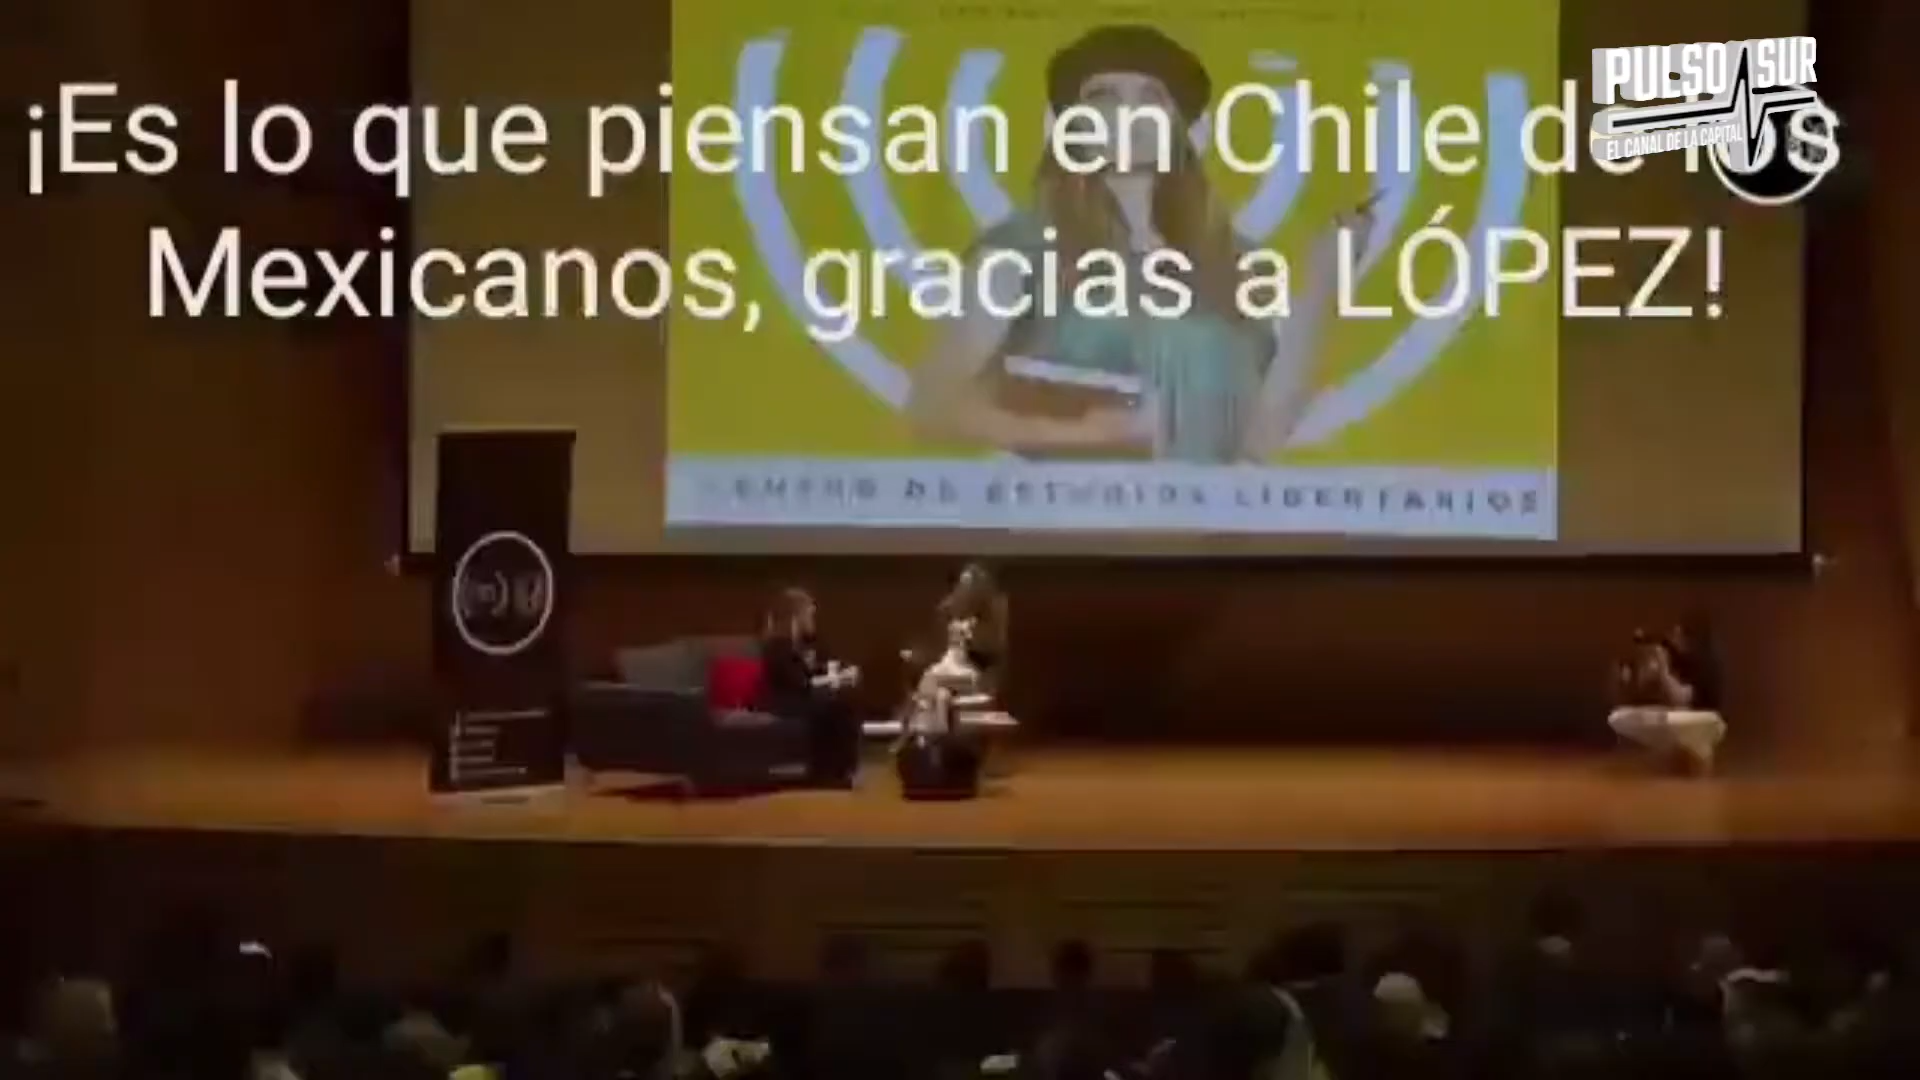 PULSO SUR
EL CANAL DE LA CAPITAL
¡Es lo que piensan en Chile de los
Mexicanos, gracias a LÓPEZ!
CENTRO DE ESTUDIOS LIBERTARIOS